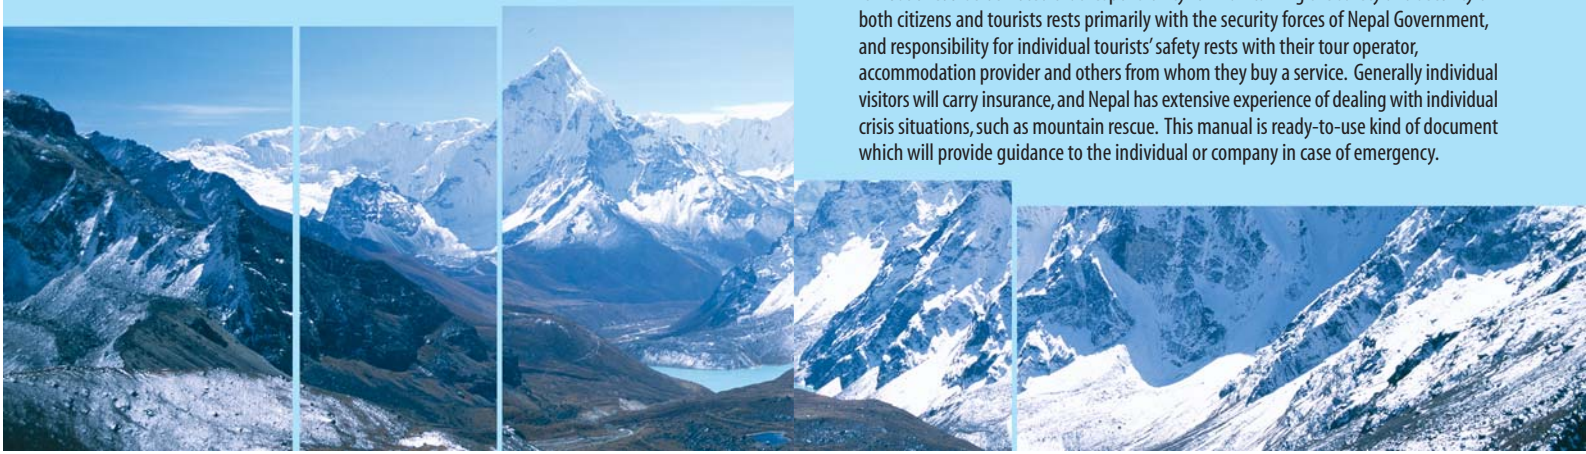 both citizens and tourists rests primarily with the security forces of Nepal Government,
and responsibility for individual tourists’ safety rests with their tour operator,
accommodation provider and others from whom they buy a service. Generally individual
visitors will carry insurance, and Nepal has extensive experience of dealing with individual
crisis situations, such as mountain rescue. This manual is ready-to-use kind of document
which will provide guidance to the individual or company in case of emergency.